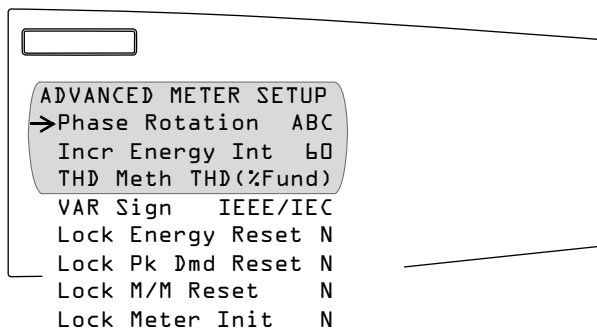 ADVANCED METER SETUP
→Phase Rotation ABC
Incr Energy Int 60
THD Meth THD(%Fund)
VAR Sign IEEE/IEC
Lock Energy Reset N
Lock Pk Dmd Reset N
Lock M/M Reset N
Lock Meter Init N